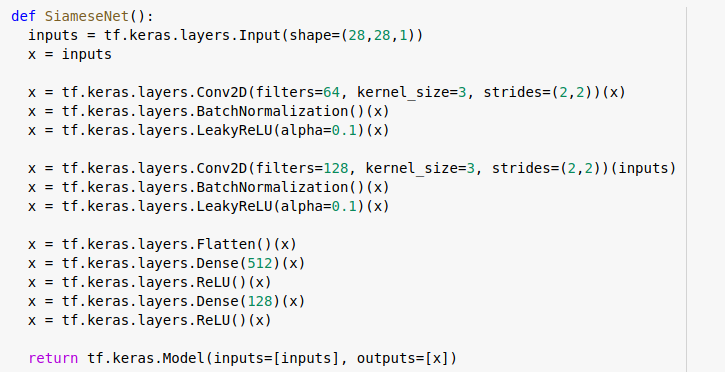 def SiameseNet():
  inputs = tf.keras.layers.Input(shape=(28,28,1))
  x = inputs

  x = tf.keras.layers.Conv2D(filters=64, kernel_size=3, strides=(2,2))(x)
  x = tf.keras.layers.BatchNormalization()(x)
  x = tf.keras.layers.LeakyReLU(alpha=0.1)(x)

  x = tf.keras.layers.Conv2D(filters=128, kernel_size=3, strides=(2,2))(inputs)
  x = tf.keras.layers.BatchNormalization()(x)
  x = tf.keras.layers.LeakyReLU(alpha=0.1)(x)

  x = tf.keras.layers.Flatten()(x)
  x = tf.keras.layers.Dense(512)(x)
  x = tf.keras.layers.ReLU()(x)
  x = tf.keras.layers.Dense(128)(x)
  x = tf.keras.layers.ReLU()(x)

  return tf.keras.Model(inputs=[inputs], outputs=[x])